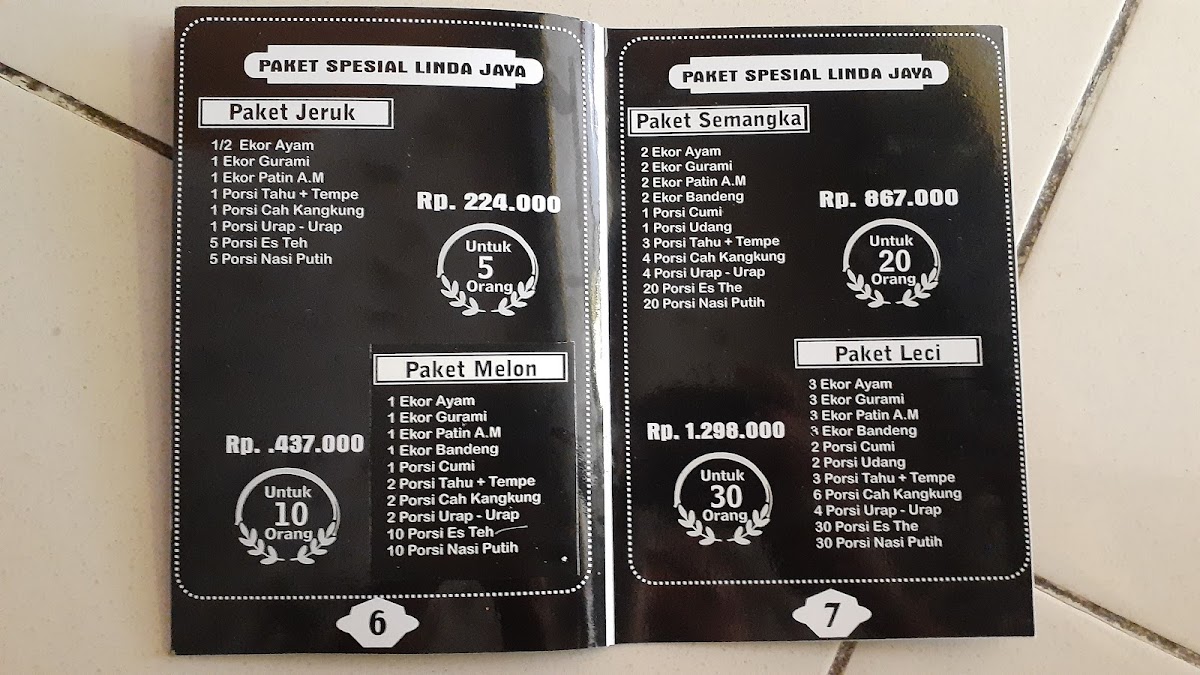 PAKET SPESIAL LINDA JAYA
Paket Jeruk
1/2 Ekor Ayam
1 Ekor Gurami
1 Ekor Patin A.M
1 Porsi Tahu + Tempe
1 Porsi Cah Kangkung
1 Porsi Urap - Urap
5 Porsi Es Teh
5 Porsi Nasi Putih
Rp. 224.000
Untuk
5
Orang
Paket Melon
1 Ekor Ayam
1 Ekor Gurami
1 Ekor Patin A.M
1 Ekor Bandeng
1 Porsi Cumi
2 Porsi Tahu + Tempe
2 Porsi Cah Kangkung
2 Porsi Urap - Urap
10 Porsi Es Teh
10 Porsi Nasi Putih
Rp. .437.000
Untuk
10
Orang
6
PAKET SPESIAL LINDA JAYA
Paket Semangka
2 Ekor Ayam
2 Ekor Gurami
2 Ekor Patin A.M
2 Ekor Bandeng
1 Porsi Cumi
1 Porsi Udang
3 Porsi Tahu + Tempe
4 Porsi Cah Kangkung
4 Porsi Urap - Urap
20 Porsi Es The
20 Porsi Nasi Putih
Rp. 867.000
Untuk
20
Orang
Paket Leci
3 Ekor Ayam
3 Ekor Gurami
3 Ekor Patin A.M
3 Ekor Bandeng
2 Porsi Cumi
2 Porsi Udang
3 Porsi Tahu + Tempe
6 Porsi Cah Kangkung
4 Porsi Urap - Urap
30 Porsi Es The
30 Porsi Nasi Putih
Rp. 1.298.000
Untuk
30
Orang
7